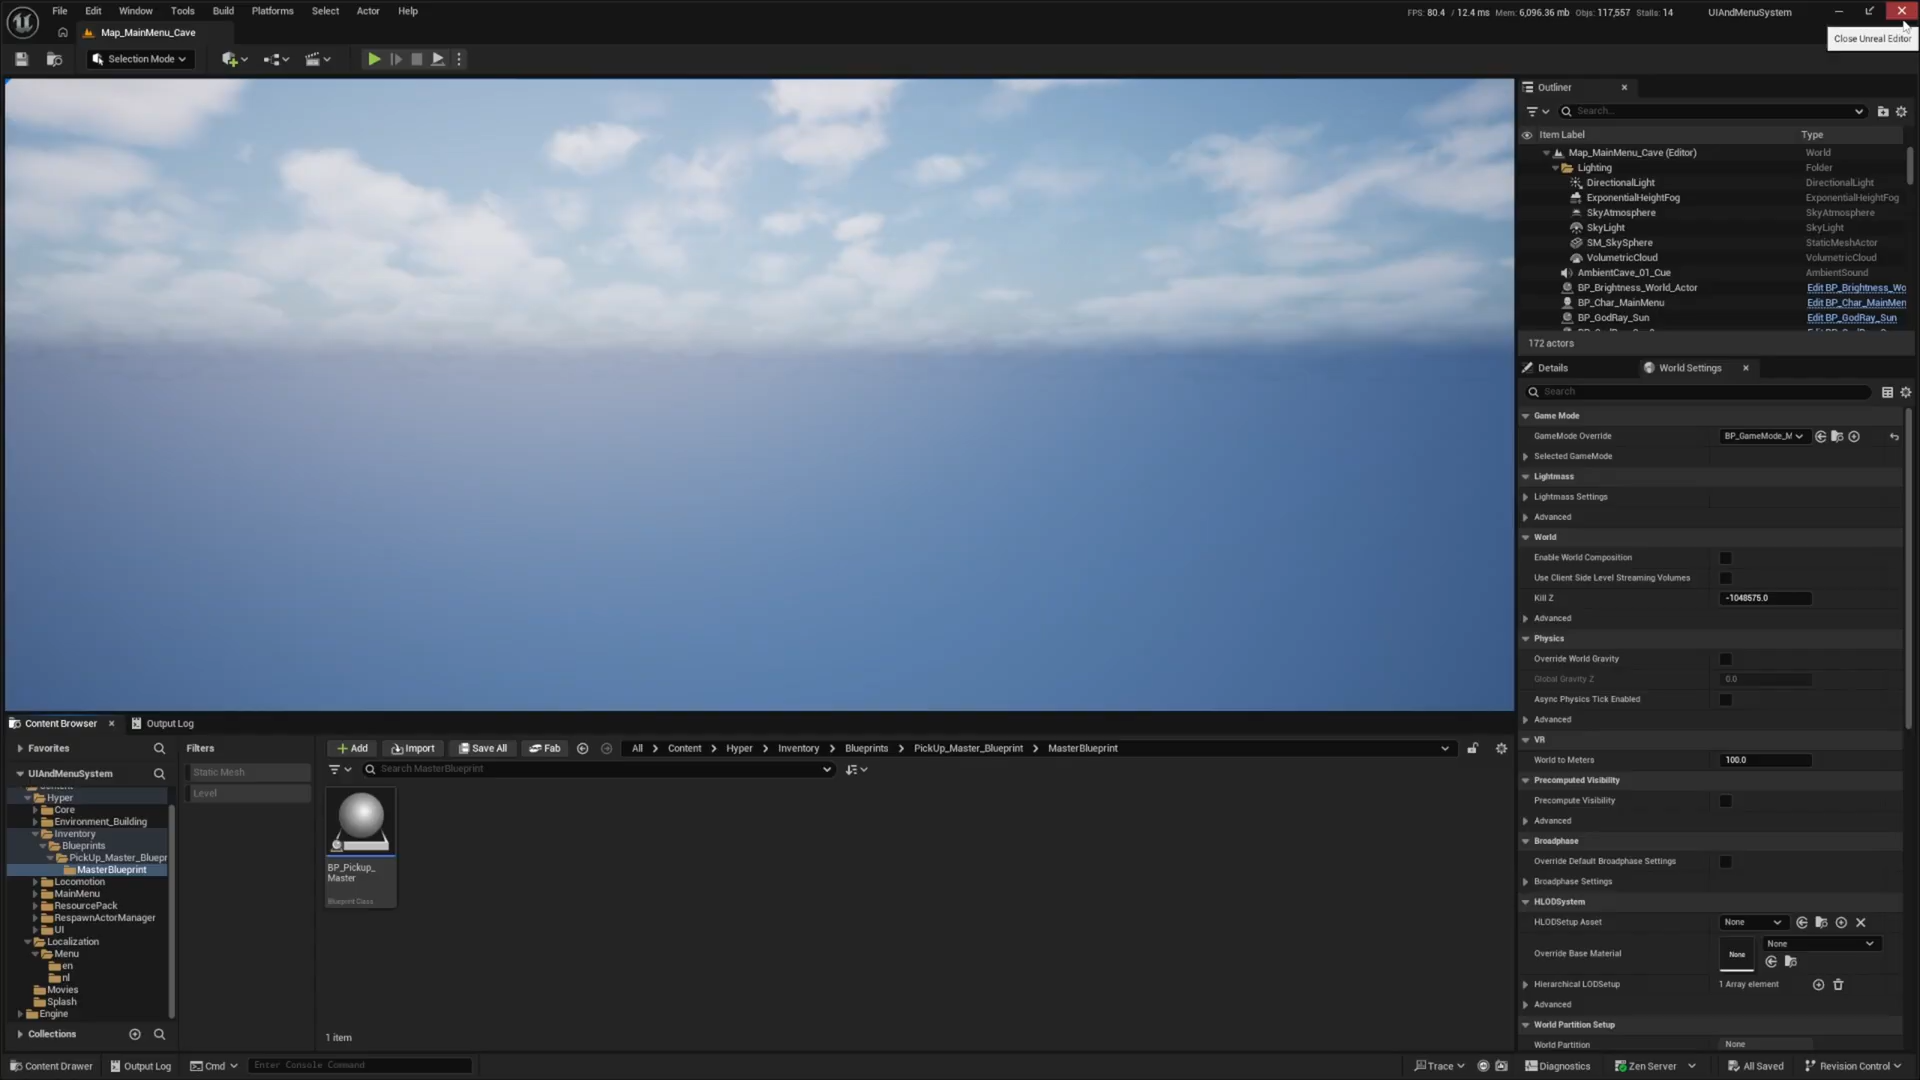 File Edit Window Tools Build Platforms Select Actor Help
FPS: 80.4 / 12.4 ms Mem: 6,096.36 mb Objs: 117,557 Stalls: 14 UIAndMenuSystem
Map_MainMenu_Cave
Close Unreal Editor
Selection Mode
Outliner
Search...
Item Label Type
Map_MainMenu_Cave (Editor) World
Lighting Folder
DirectionalLight DirectionalLight
ExponentialHeightFog ExponentialHeightFog
SkyAtmosphere SkyAtmosphere
SkyLight SkyLight
SM_SkySphere StaticMeshActor
VolumetricCloud VolumetricCloud
AmbientCave_01_Cue AmbientSound
BP_Brightness_World_Actor Edit BP_Brightness_Wo
BP_Char_MainMenu Edit BP_Char_MainMen
BP_GodRay_Sun Edit BP_GodRay_Sun
172 actors
Details World Settings
Search
Game Mode
GameMode Override BP_GameMode_M
Selected GameMode
Lightmass
Lightmass Settings
Advanced
World
Enable World Composition
Use Client Side Level Streaming Volumes
Kill Z -1048575.0
Advanced
Physics
Override World Gravity
Global Gravity Z 0.0
Async Physics Tick Enabled
Advanced
VR
World to Meters 100.0
Precomputed Visibility
Precompute Visibility
Advanced
Broadphase
Override Default Broadphase Settings
Broadphase Settings
HLODSystem
HLODSetup Asset None
Override Base Material None None
Hierarchical LODSetup 1 Array element
Advanced
World Partition Setup
World Partition None
Content Browser Output Log
Favorites
UIAndMenuSystem
Content
Hyper
Core
Environment_Building
Inventory
Blueprints
PickUp_Master_Bluepr
MasterBlueprint
Locomotion
MainMenu
ResourcePack
RespawnActorManager
UI
Localization
Menu
en
nl
Movies
Splash
Engine
Collections
Filters
Static Mesh
Level
Add Import Save All Fab All Content Hyper Inventory Blueprints PickUp_Master_Blueprint MasterBlueprint
Search MasterBlueprint
BP_Pickup_
Master
Blueprint Class
1 item
Content Drawer Output Log Cmd Enter Console Command Trace Diagnostics Zen Server All Saved Revision Control